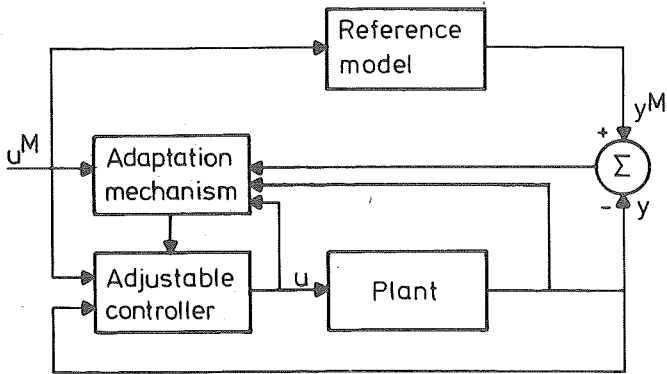 Reference
model
y^M
+
u^M
Adaptation
mechanism
Σ
-
y
Adjustable
controller
u
Plant